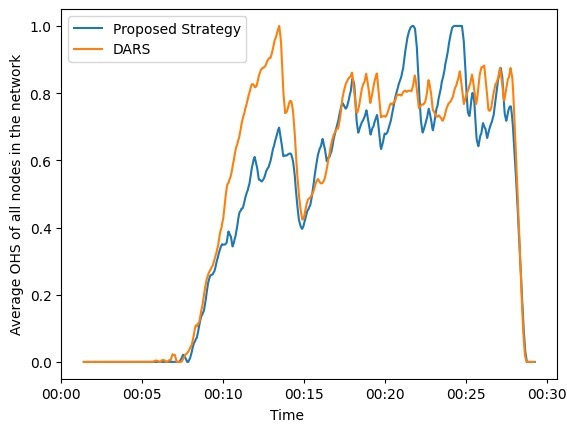 Proposed Strategy
DARS
Average OHS of all nodes in the network
1.0
0.8
0.6
0.4
0.2
0.0
00:00 00:05 00:10 00:15 00:20 00:25 00:30
Time